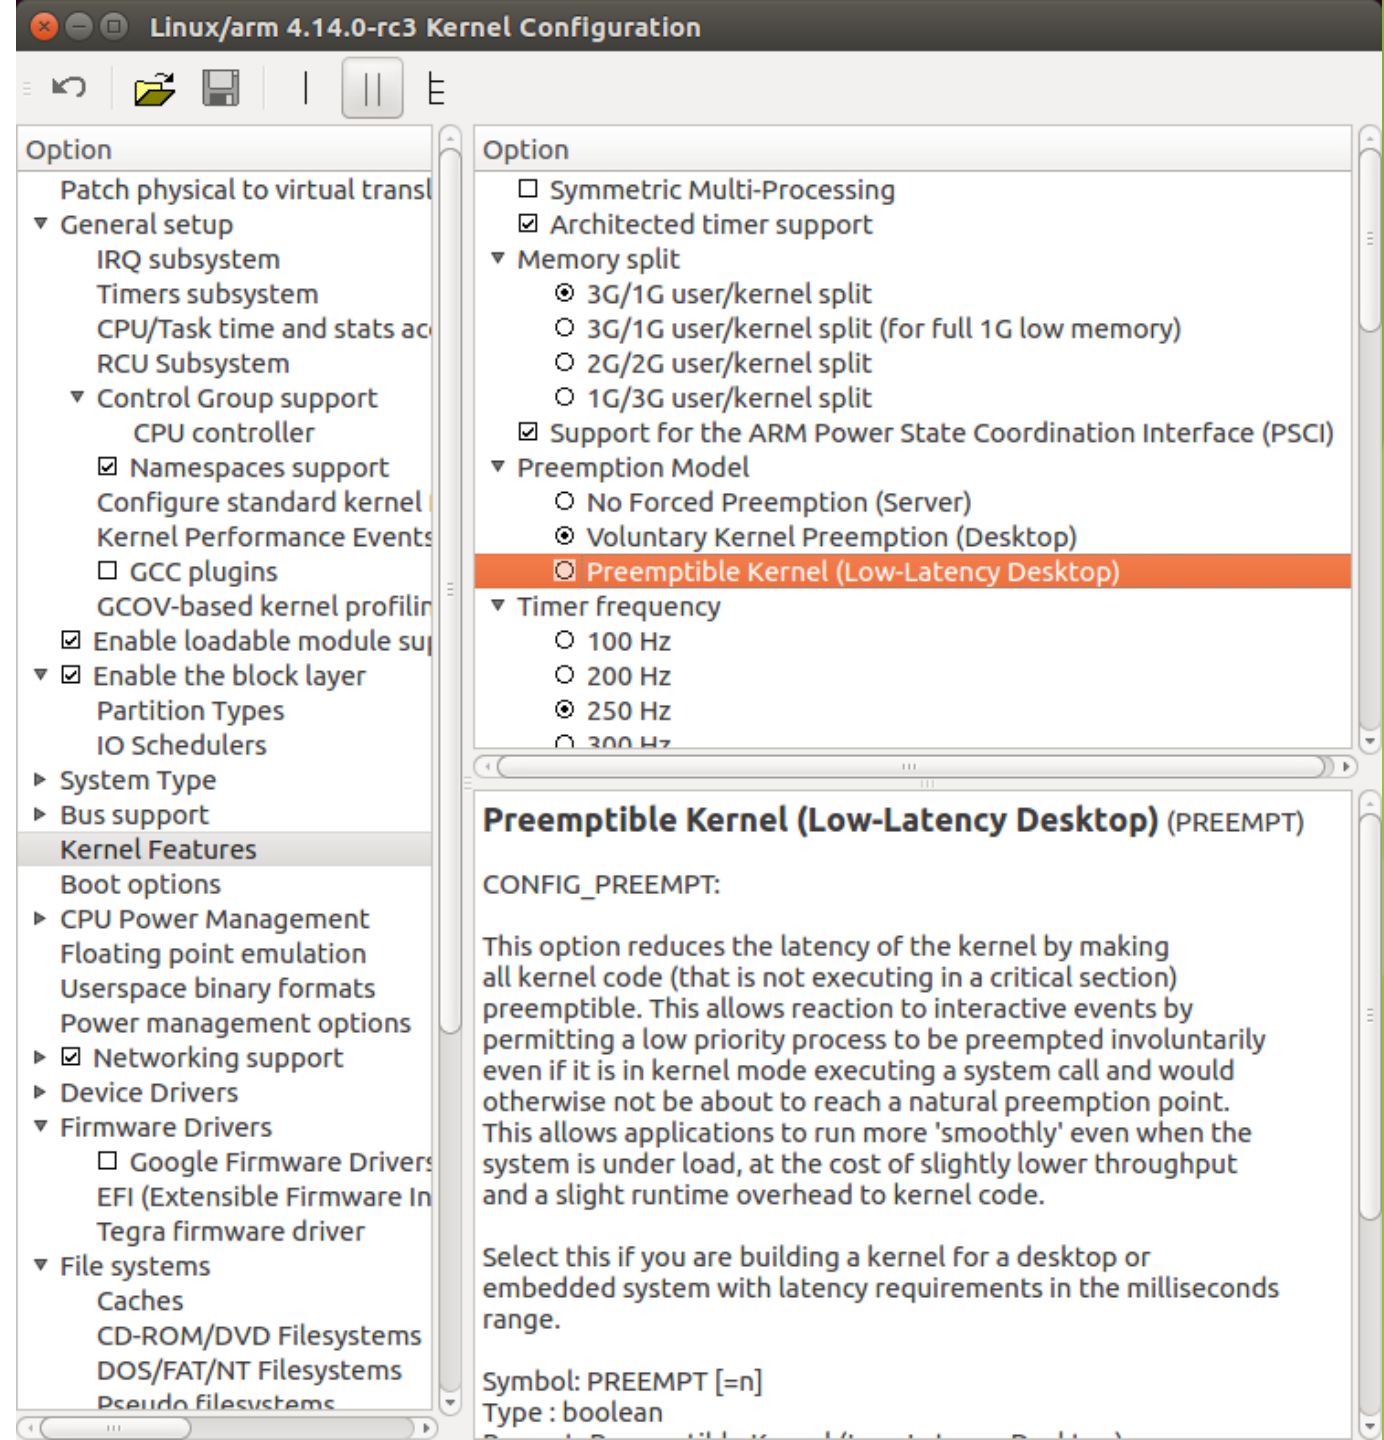 Linux/arm 4.14.0-rc3 Kernel Configuration
Option
Patch physical to virtual transl
General setup
IRQ subsystem
Timers subsystem
CPU/Task time and stats ac
RCU Subsystem
Control Group support
CPU controller
Namespaces support
Configure standard kernel
Kernel Performance Events
GCC plugins
GCOV-based kernel profilin
Enable loadable module sup
Enable the block layer
Partition Types
IO Schedulers
System Type
Bus support
Kernel Features
Boot options
CPU Power Management
Floating point emulation
Userspace binary formats
Power management options
Networking support
Device Drivers
Firmware Drivers
Google Firmware Drivers
EFI (Extensible Firmware In
Tegra firmware driver
File systems
Caches
CD-ROM/DVD Filesystems
DOS/FAT/NT Filesystems
Pseudo filesystems
Option
Symmetric Multi-Processing
Architected timer support
Memory split
3G/1G user/kernel split
3G/1G user/kernel split (for full 1G low memory)
2G/2G user/kernel split
1G/3G user/kernel split
Support for the ARM Power State Coordination Interface (PSCI)
Preemption Model
No Forced Preemption (Server)
Voluntary Kernel Preemption (Desktop)
Preemptible Kernel (Low-Latency Desktop)
Timer frequency
100 Hz
200 Hz
250 Hz
300 Hz
Preemptible Kernel (Low-Latency Desktop) (PREEMPT)
CONFIG_PREEMPT:
This option reduces the latency of the kernel by making
all kernel code (that is not executing in a critical section)
preemptible. This allows reaction to interactive events by
permitting a low priority process to be preempted involuntarily
even if it is in kernel mode executing a system call and would
otherwise not be about to reach a natural preemption point.
This allows applications to run more 'smoothly' even when the
system is under load, at the cost of slightly lower throughput
and a slight runtime overhead to kernel code.
Select this if you are building a kernel for a desktop or
embedded system with latency requirements in the milliseconds
range.
Symbol: PREEMPT [=n]
Type : boolean